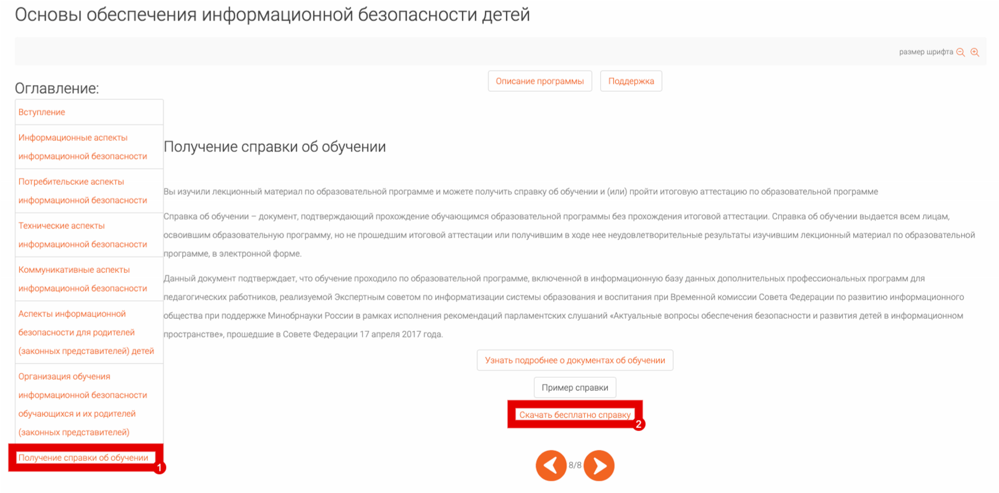 Основы обеспечения информационной безопасности детей
размер шрифта
Описание программы
Поддержка
Оглавление:
Вступление
Информационные аспекты
информационной безопасности
Потребительские аспекты
информационной безопасности
Технические аспекты
информационной безопасности
Коммуникативные аспекты
информационной безопасности
Аспекты информационной
безопасности для родителей
(законных представителей) детей
Организация обучения
информационной безопасности
обучающихся и их родителей
(законных представителей)
Получение справки об обучении
1
Получение справки об обучении
Вы изучили лекционный материал по образовательной программе и можете получить справку об обучении и (или) пройти итоговую аттестацию по образовательной программе
Справка об обучении – документ, подтверждающий прохождение обучающимся образовательной программы без прохождения итоговой аттестации. Справка об обучении выдается всем лицам,
освоившим образовательную программу, но не прошедшим итоговой аттестации или получившим в ходе нее неудовлетворительные результаты изучившим лекционный материал по образовательной
программе, в электронной форме.
Данный документ подтверждает, что обучение проходило по образовательной программе, включенной в информационную базу данных дополнительных профессиональных программ для
педагогических работников, реализуемой Экспертным советом по информатизации системы образования и воспитания при Временной комиссии Совета Федерации по развитию информационного
общества при поддержке Минобрнауки России в рамках исполнения рекомендаций парламентских слушаний «Актуальные вопросы обеспечения безопасности и развития детей в информационном
пространстве», прошедшие в Совете Федерации 17 апреля 2017 года.
Узнать подробнее о документах об обучении
Пример справки
Скачать бесплатно справку
2
8/8